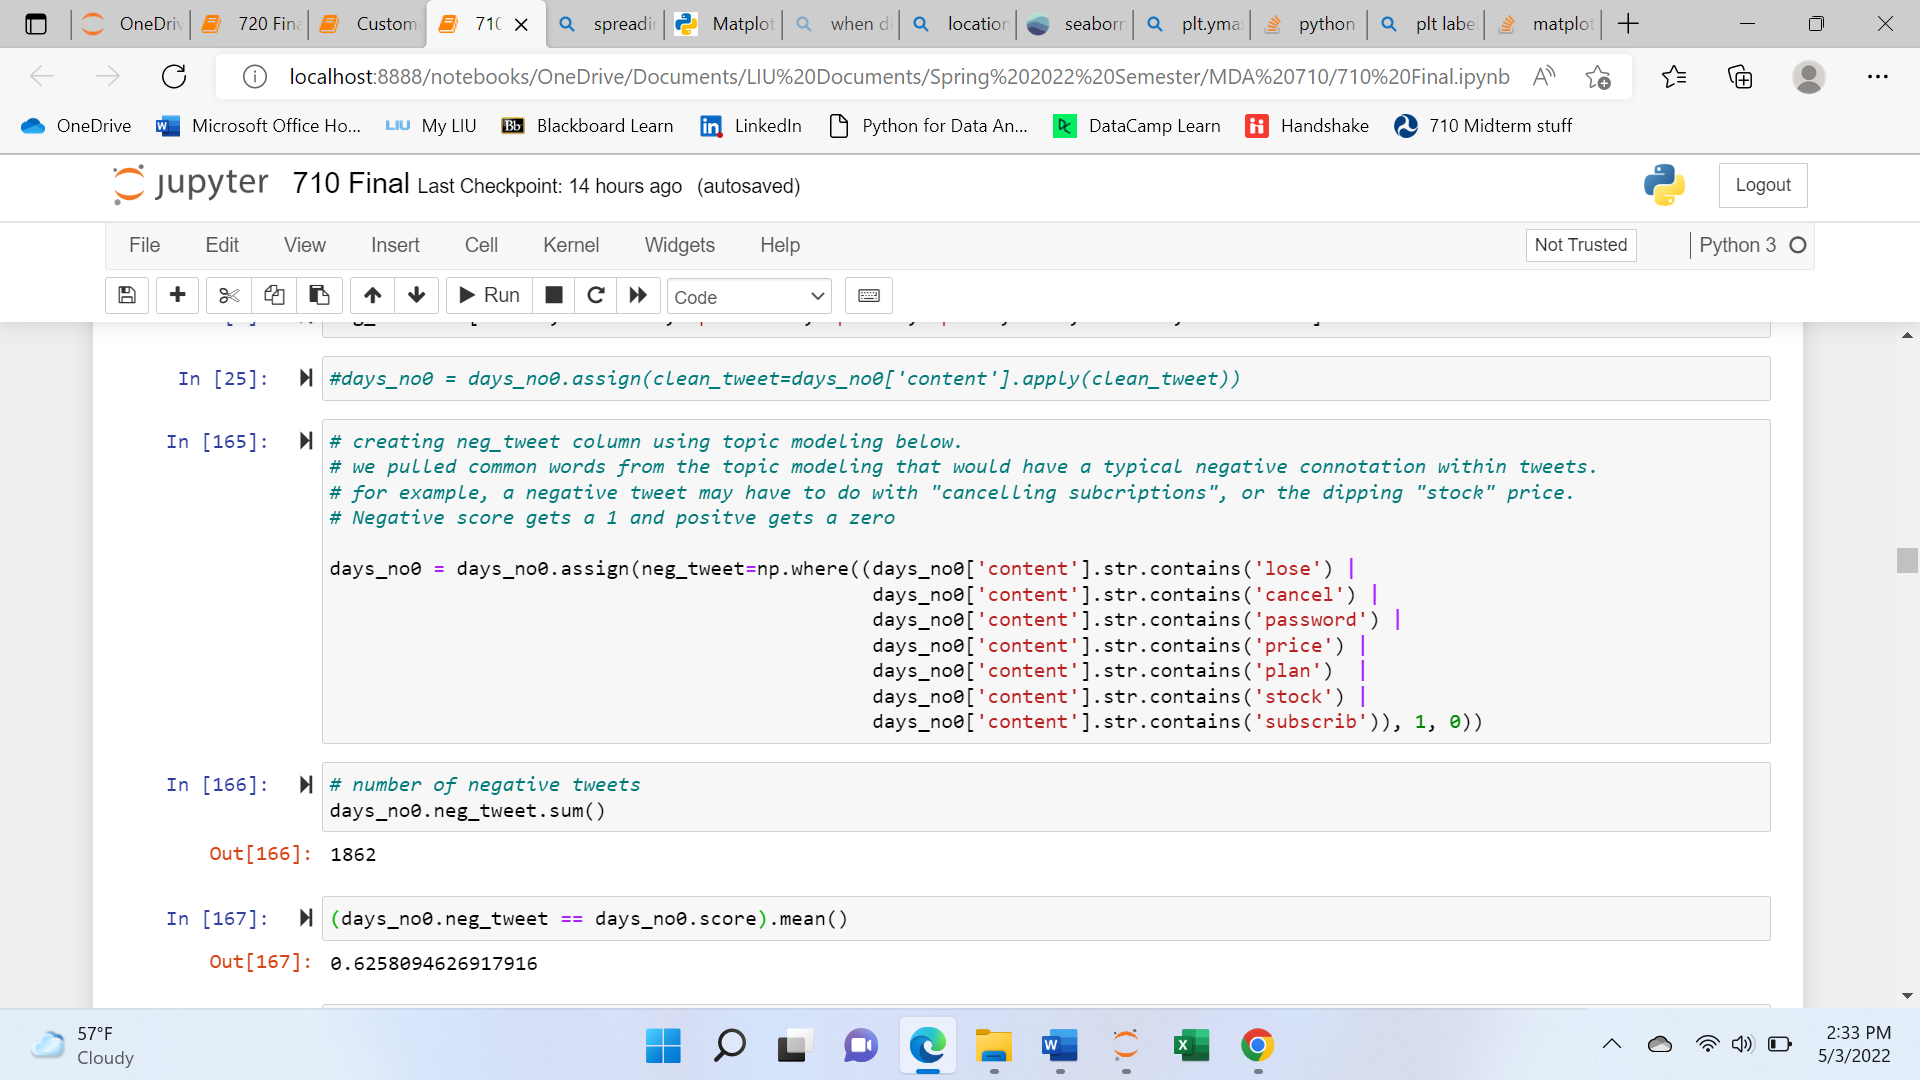 OneDriv
720 Fina
Custom
710
spreadin
Matplot
when di
location
seaborn
plt.yma
python
plt labe
matplot
localhost:8888/notebooks/OneDrive/Documents/LIU%20Documents/Spring%202022%20Semester/MDA%20710/710%20Final.ipynb
OneDrive
Microsoft Office Ho...
LIU My LIU
Bb Blackboard Learn
in LinkedIn
Python for Data An...
DataCamp Learn
Handshake
710 Midterm stuff
jupyter 710 Final Last Checkpoint: 14 hours ago (autosaved)
Logout
File Edit View Insert Cell Kernel Widgets Help
Not Trusted
Python 3
Run
Code
In [25]: #days_no0 = days_no0.assign(clean_tweet=days_no0['content'].apply(clean_tweet))
In [165]: # creating neg_tweet column using topic modeling below.
# we pulled common words from the topic modeling that would have a typical negative connotation within tweets.
# for example, a negative tweet may have to do with "cancelling subcriptions", or the dipping "stock" price.
# Negative score gets a 1 and positve gets a zero
days_no0 = days_no0.assign(neg_tweet=np.where((days_no0['content'].str.contains('lose') |
days_no0['content'].str.contains('cancel') |
days_no0['content'].str.contains('password') |
days_no0['content'].str.contains('price') |
days_no0['content'].str.contains('plan') |
days_no0['content'].str.contains('stock') |
days_no0['content'].str.contains('subscrib')), 1, 0))
In [166]: # number of negative tweets
days_no0.neg_tweet.sum()
Out[166]: 1862
In [167]: (days_no0.neg_tweet == days_no0.score).mean()
Out[167]: 0.6258094626917916
57°F
Cloudy
2:33 PM
5/3/2022